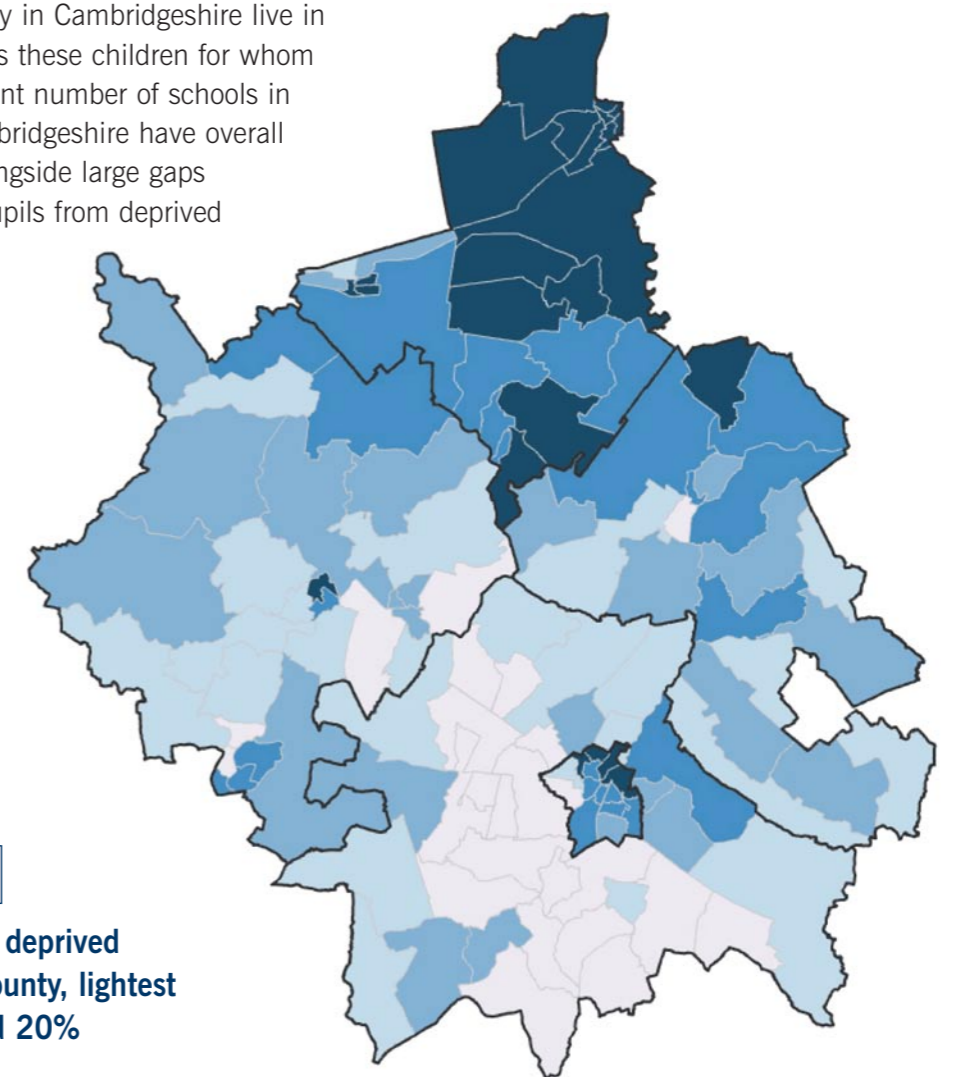 y in Cambridgeshire live in
s these children for whom
nt number of schools in
bridgeshire have overall
ngside large gaps
upils from deprived
deprived
ounty, lightest
20%